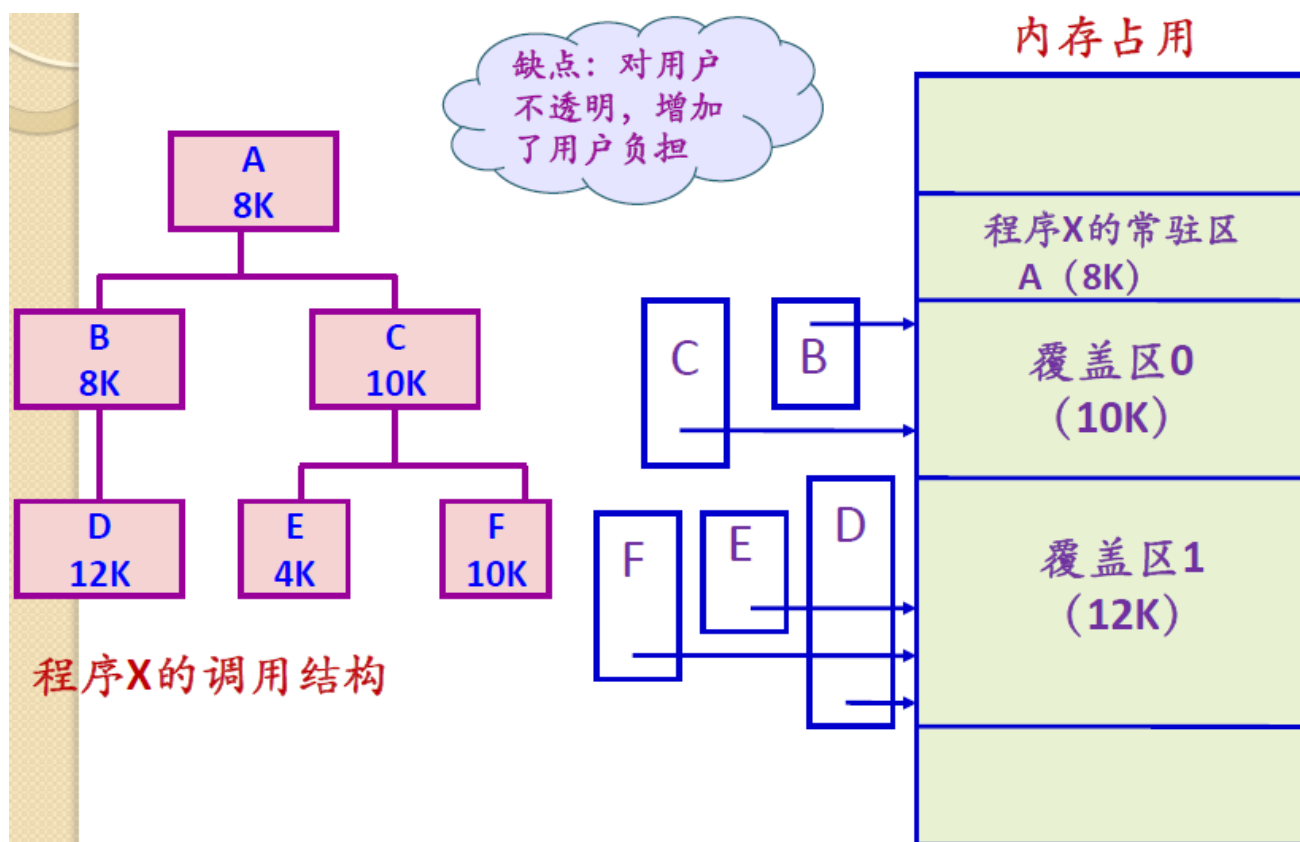 缺点：对用户
不透明，增加
了用户负担
内存占用
A
8K
B
8K
C
10K
D
12K
E
4K
F
10K
程序X的调用结构
C
B
F
E
D
程序X的常驻区
A（8K）
覆盖区0
（10K）
覆盖区1
（12K）